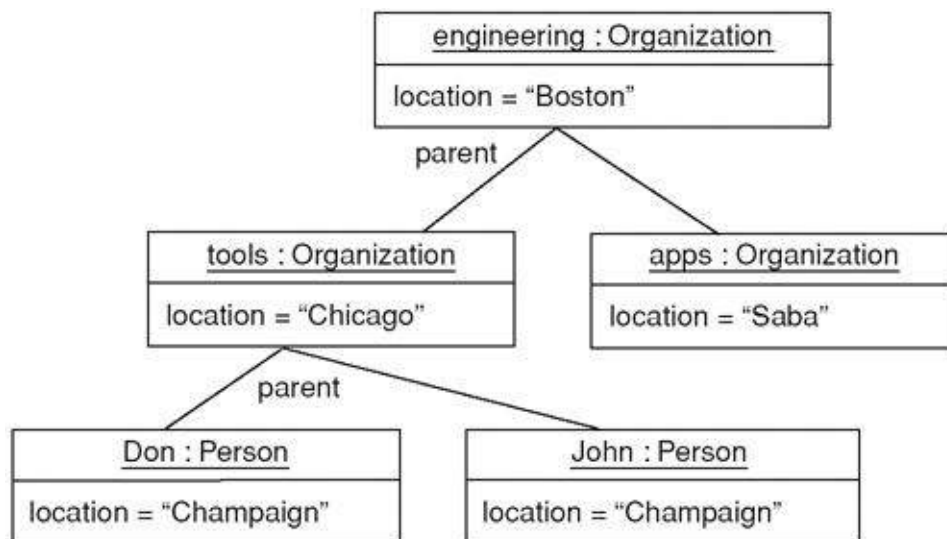 engineering : Organization
location = “Boston”
parent
tools : Organization
apps : Organization
location = “Chicago”
location = “Saba”
parent
Don : Person
John : Person
location = “Champaign”
location = “Champaign”